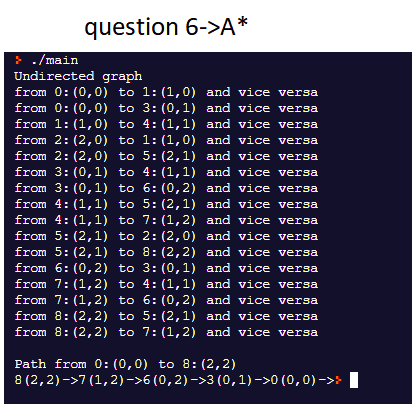 question 6->A*
> ./main
Undirected graph
from 0:(0,0) to 1:(1,0) and vice versa
from 0:(0,0) to 3:(0,1) and vice versa
from 1:(1,0) to 4:(1,1) and vice versa
from 2:(2,0) to 1:(1,0) and vice versa
from 2:(2,0) to 5:(2,1) and vice versa
from 3:(0,1) to 4:(1,1) and vice versa
from 3:(0,1) to 6:(0,2) and vice versa
from 4:(1,1) to 5:(2,1) and vice versa
from 4:(1,1) to 7:(1,2) and vice versa
from 5:(2,1) to 2:(2,0) and vice versa
from 5:(2,1) to 8:(2,2) and vice versa
from 6:(0,2) to 3:(0,1) and vice versa
from 7:(1,2) to 4:(1,1) and vice versa
from 7:(1,2) to 6:(0,2) and vice versa
from 8:(2,2) to 5:(2,1) and vice versa
from 8:(2,2) to 7:(1,2) and vice versa
Path from 0:(0,0) to 8:(2,2)
8(2,2)->7(1,2)->6(0,2)->3(0,1)->0(0,0)->>